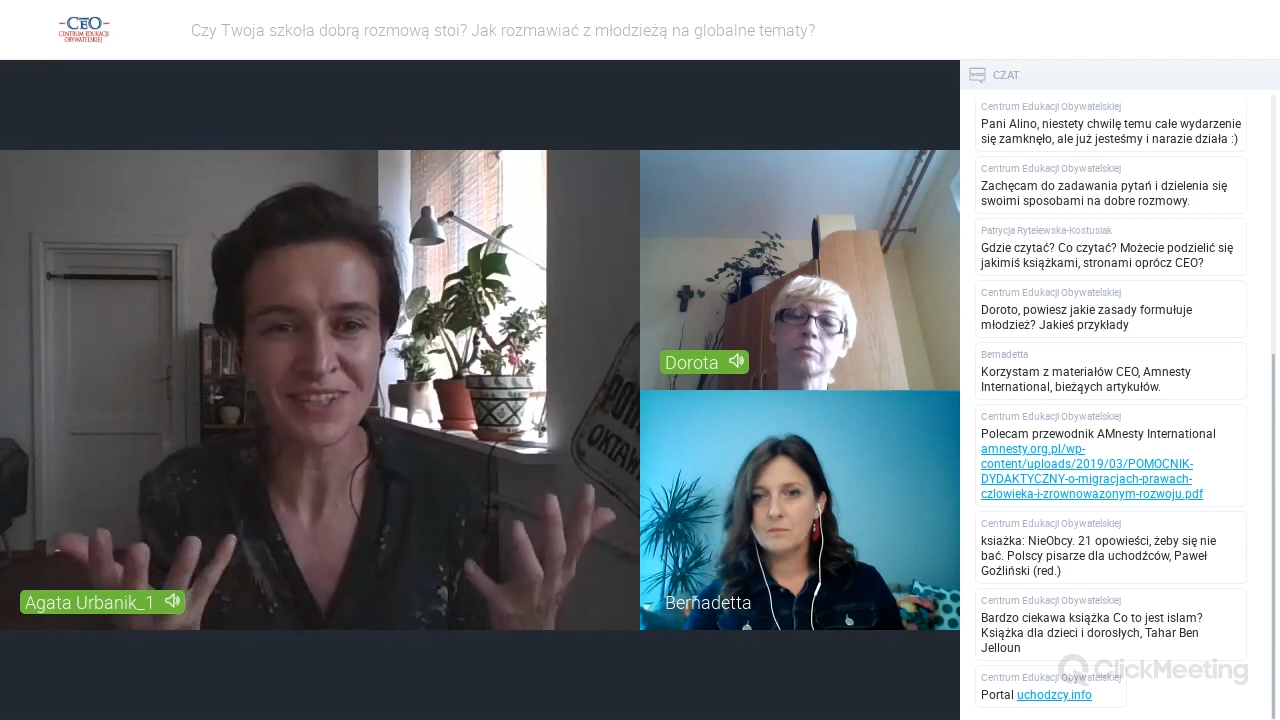 CEO
CENTRUM EDUKACJI
OBYWATELSKIEJ
Czy Twoja szkoła dobrą rozmową stoi? Jak rozmawiać z młodzieżą na globalne tematy?
CZAT
Centrum Edukacji Obywatelskiej
Pani Alino, niestety chwilę temu całe wydarzenie
się zamknęło, ale już jesteśmy i narazie działa :)
Centrum Edukacji Obywatelskiej
Zachęcam do zadawania pytań i dzielenia się
swoimi sposobami na dobre rozmowy.
Patrycja Rytelewska-Kostusiak
Gdzie czytać? Co czytać? Możecie podzielić się
jakimiś książkami, stronami oprócz CEO?
Centrum Edukacji Obywatelskiej
Doroto, powiesz jakie zasady formułuje
młodzież? Jakieś przykłady
Bernadetta
Korzystam z materiałów CEO, Amnesty
International, bieżących artykułów.
Centrum Edukacji Obywatelskiej
Polecam przewodnik AMnesty International
amnesty.org.pl/wp-
content/uploads/2019/03/POMOCNIK-
DYDAKTYCZNY-o-migracjach-prawach-
czlowieka-i-zrownowazonym-rozwoju.pdf
Centrum Edukacji Obywatelskiej
ksiażka: NieObcy. 21 opowieści, żeby się nie
bać. Polscy pisarze dla uchodźców, Paweł
Goźliński (red.)
Centrum Edukacji Obywatelskiej
Bardzo ciekawa książka Co to jest islam?
Książka dla dzieci i dorosłych, Tahar Ben
Jelloun
Centrum Edukacji Obywatelskiej
Portal uchodzcy.info
ClickMeeting
Agata Urbanik_1
Dorota
Bernadetta